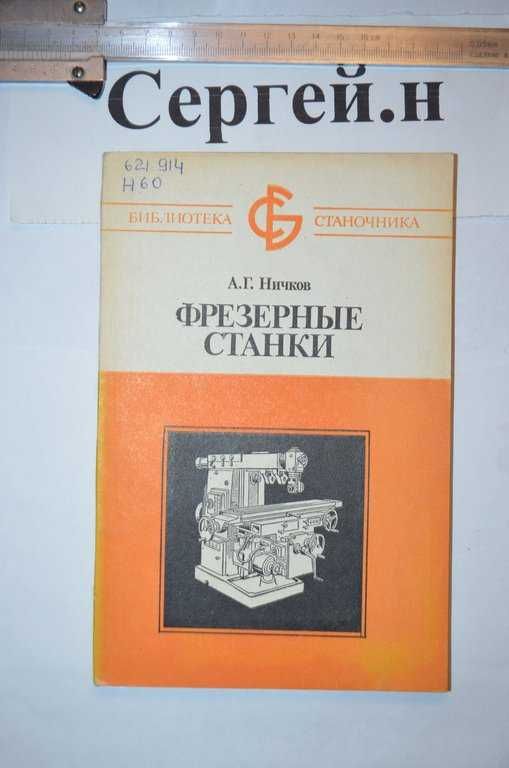 Сергей.н
621 914
Н60
БИБЛИОТЕКА СТАНОЧНИКА
А.Г. Ничков
ФРЕЗЕРНЫЕ
СТАНКИ